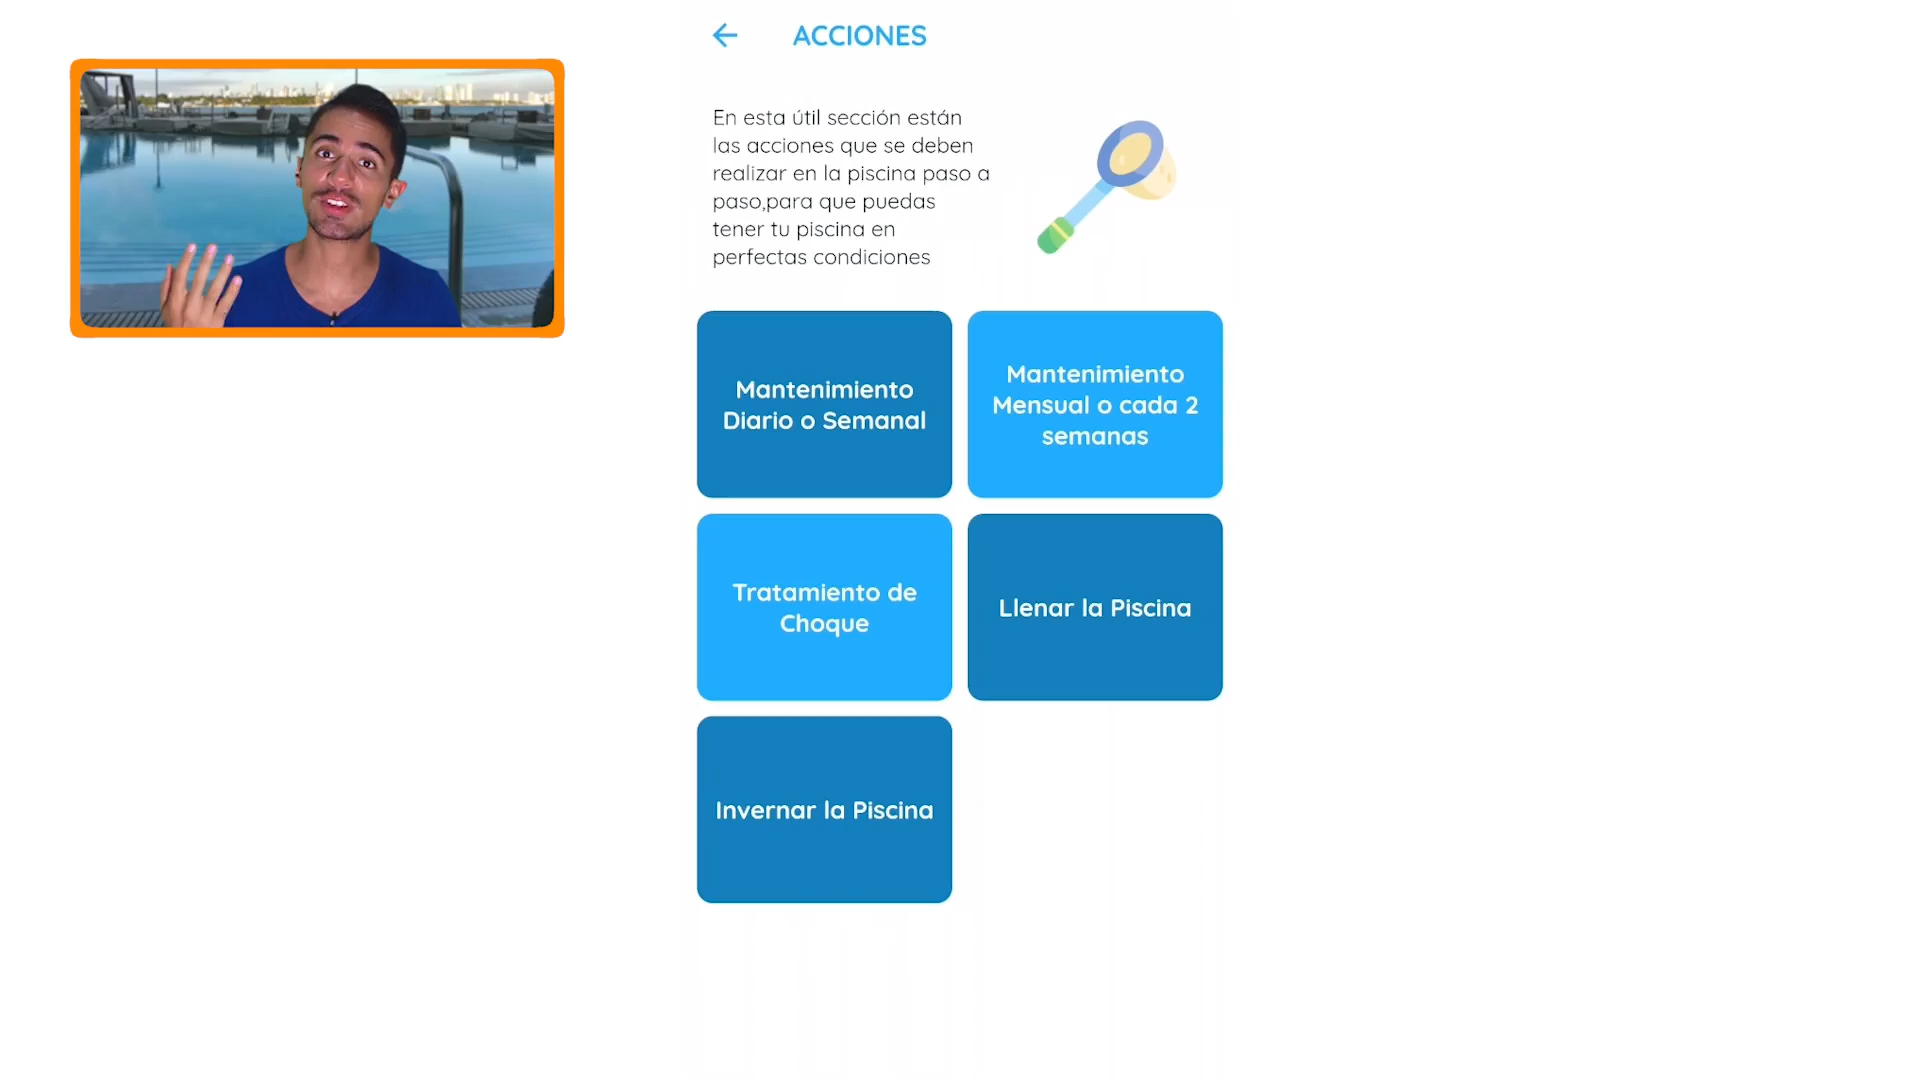 ACCIONES
En esta útil sección están
las acciones que se deben
realizar en la piscina paso a
paso,para que puedas
tener tu piscina en
perfectas condiciones
Mantenimiento
Diario o Semanal
Mantenimiento
Mensual o cada 2
semanas
Tratamiento de
Choque
Llenar la Piscina
Invernar la Piscina